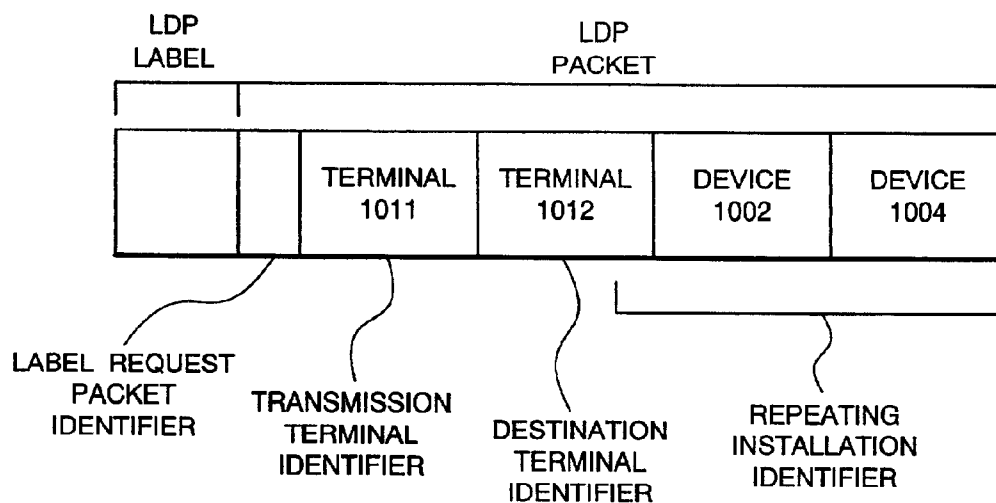 LDP
LABEL
LDP
PACKET
TERMINAL
1011
TERMINAL
1012
DEVICE
1002
DEVICE
1004
LABEL REQUEST
PACKET
IDENTIFIER
TRANSMISSION
TERMINAL
IDENTIFIER
DESTINATION
TERMINAL
IDENTIFIER
REPEATING
INSTALLATION
IDENTIFIER